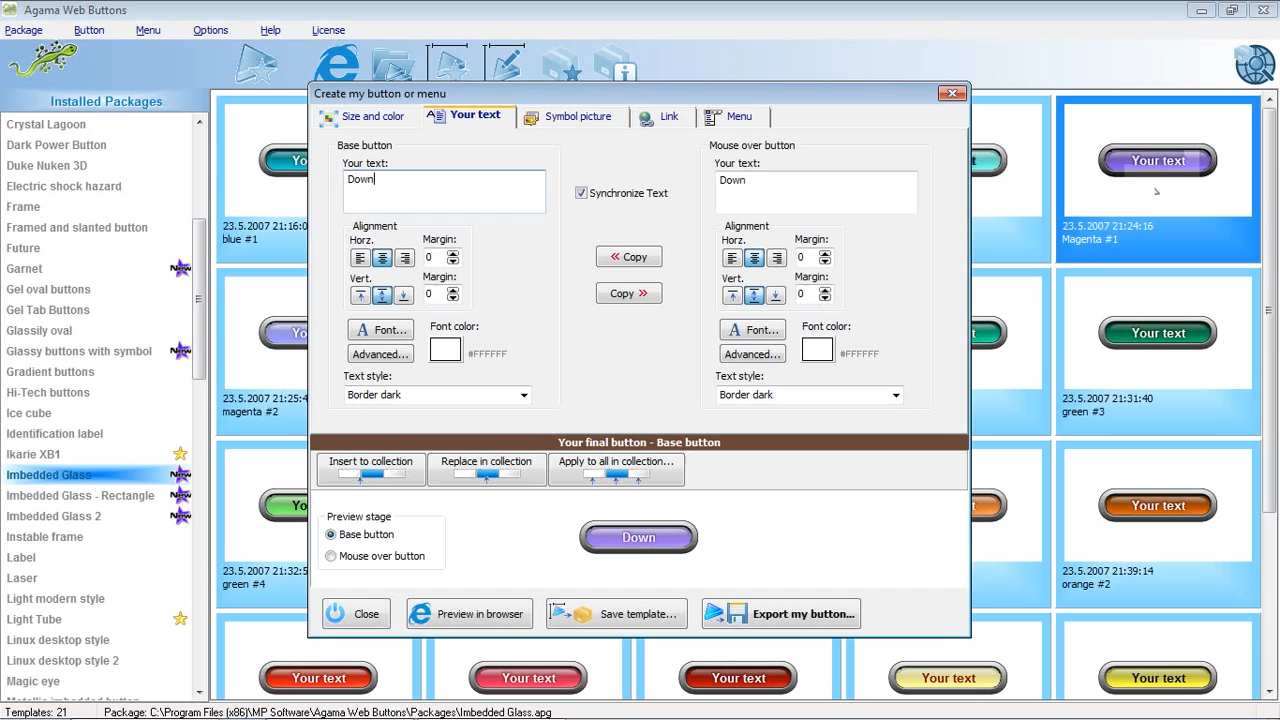 Agama Web Buttons
Package Button Menu Options Help License
Installed Packages
Crystal Lagoon
Dark Power Button
Duke Nuken 3D
Electric shock hazard
Frame
Framed and slanted button
Future
Garnet New
Gel oval buttons
Gel Tab Buttons
Glassily oval
Glassy buttons with symbol New
Gradient buttons
Hi-Tech buttons
Ice cube
Identification label
Ikarie XB1
Imbedded Glass New
Imbedded Glass - Rectangle New
Imbedded Glass 2 New
Instable frame
Label
Laser
Light modern style
Light Tube
Linux desktop style
Linux desktop style 2
Magic eye
Metallic imbedded button
Create my button or menu
Size and color Your text Symbol picture Link Menu
Base button
Your text:
Down
Alignment
Horz. Margin:
0
Vert. Margin:
0
Font... Font color:
Advanced... #FFFFFF
Text style:
Border dark
Synchronize Text
« Copy
Copy »
Mouse over button
Your text:
Down
Alignment
Horz. Margin:
0
Vert. Margin:
0
Font... Font color:
Advanced... #FFFFFF
Text style:
Border dark
Your final button - Base button
Insert to collection Replace in collection Apply to all in collection...
Preview stage
Base button
Mouse over button
Down
Close Preview in browser Save template... Export my button...
Yo
23.5.2007 21:16:0
blue #1
t
Your text
23.5.2007 21:24:16
Magenta #1
Yo
23.5.2007 21:25:4
magenta #2
t
Your text
23.5.2007 21:31:40
green #3
Yo
23.5.2007 21:32:5
green #4
t
Your text
23.5.2007 21:39:14
orange #2
Your text Your text Your text Your text Your text
Templates: 21 Package: C:\Program Files (x86)\MP Software\Agama Web Buttons\Packages\Imbedded Glass.apg